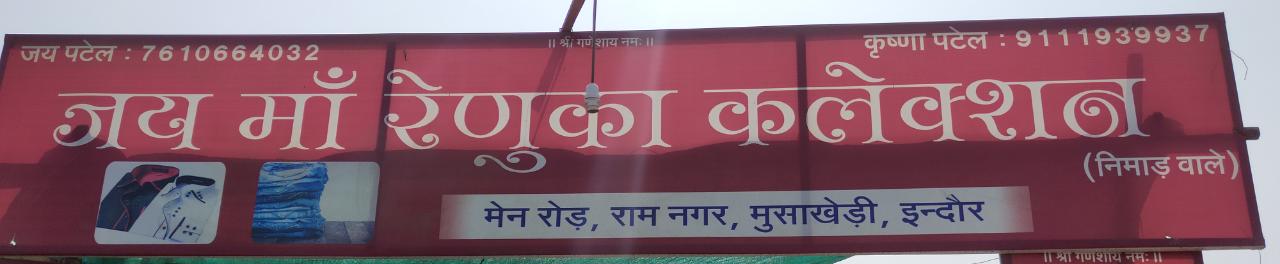 ॥ श्री गणेशाय नमः ॥
जय पटेल : 7610664032
कृष्णा पटेल : 9111939937
जय माँ रेणुका कलेक्शन
(निमाड़ वाले)
मेन रोड़, राम नगर, मुसाखेड़ी, इन्दौर
॥ श्री गणेशाय नमः ॥